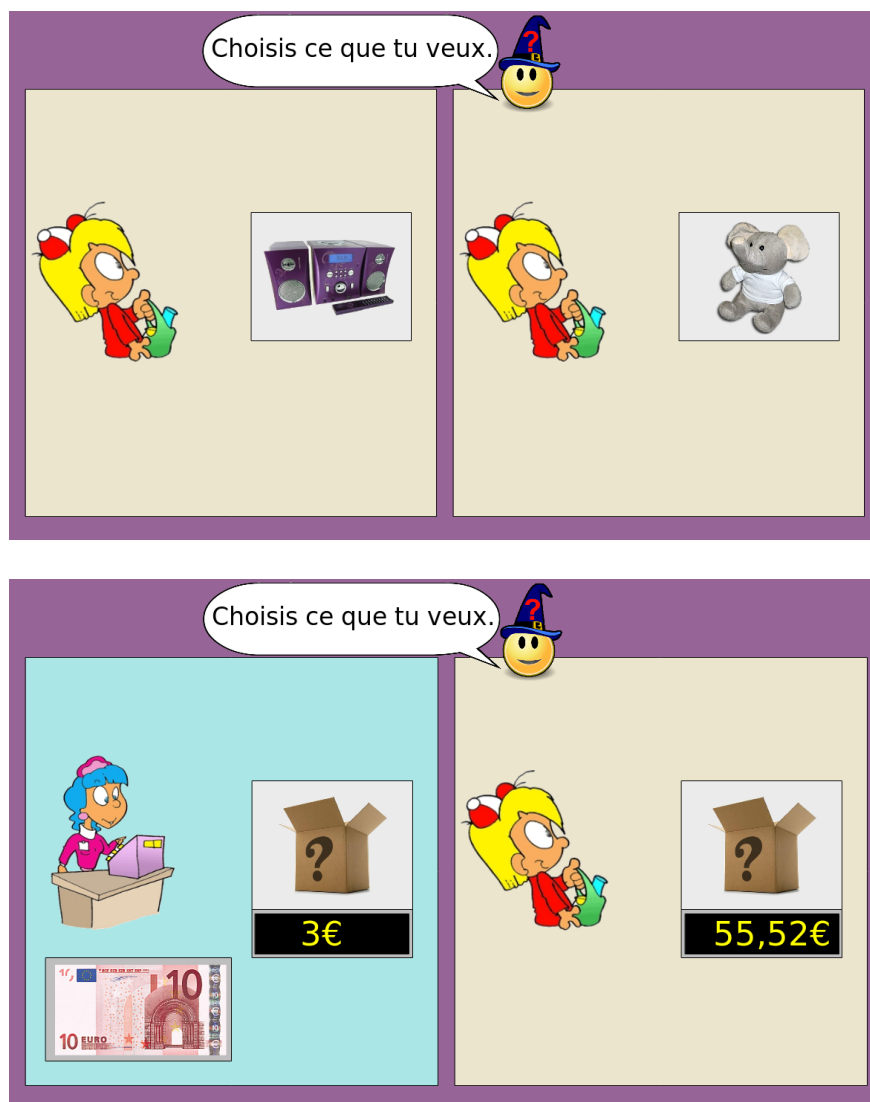 Choisis ce que tu veux.
?
Choisis ce que tu veux.
?
?
?
3€
55,52€
10
10 EURO